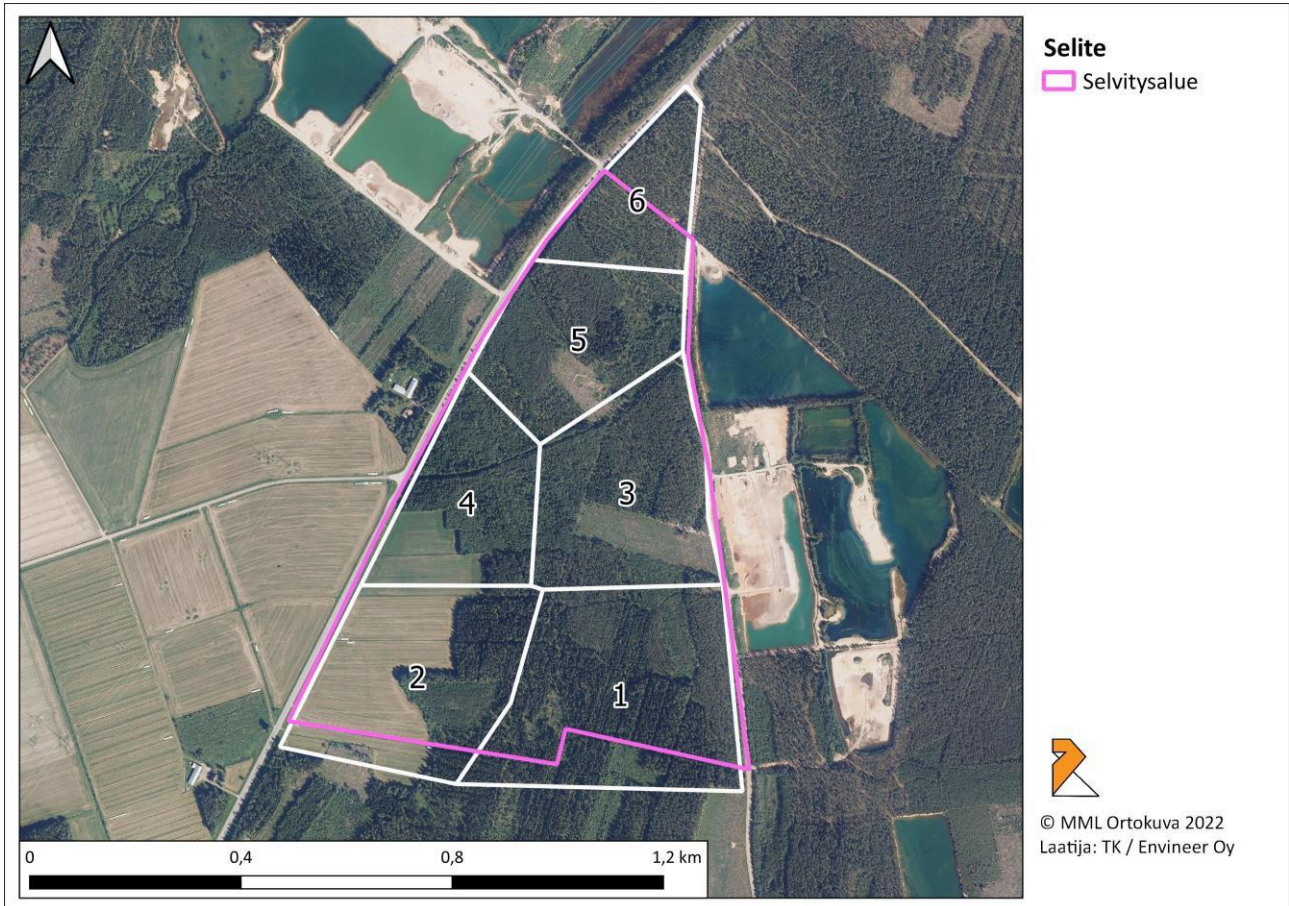 Selite
Selvitysalue
6
5
3
4
2
1
0 0,4 0,8 1,2 km
© MML Ortokuva 2022
Laatija: TK / Envineer Oy